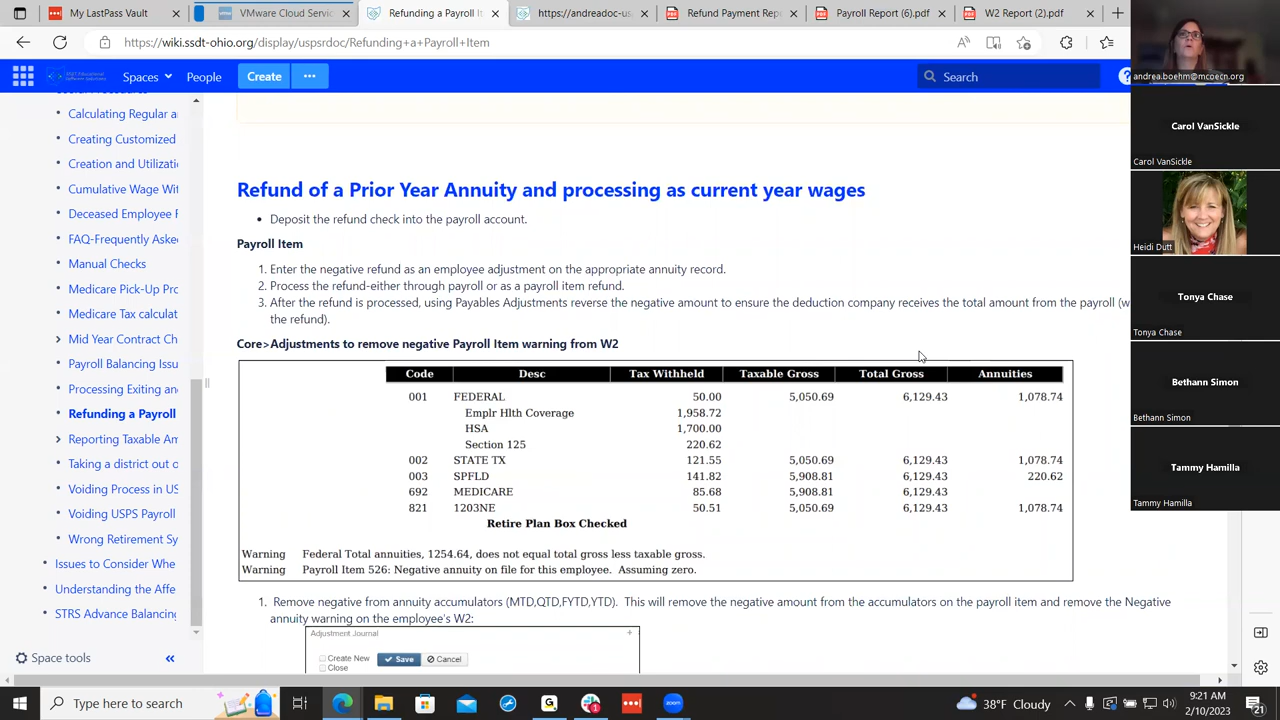 My LastPass Vault
VMware Cloud Servic
Refunding a Payroll It
https://andreadoc-us
Refund Payment Rep
Payroll Report (6).pdf
W2 Report (2).pdf
https://wiki.ssdt-ohio.org/display/uspsrdoc/Refunding+a+Payroll+Item
Spaces
People
Create
Search
Calculating Regular a
Creating Customized
Creation and Utilizati
Cumulative Wage Wit
Deceased Employee F
FAQ-Frequently Aske
Manual Checks
Medicare Pick-Up Pro
Medicare Tax calculat
Mid Year Contract Ch
Payroll Balancing Issu
Processing Exiting an
Refunding a Payroll
Reporting Taxable Am
Taking a district out o
Voiding Process in US
Voiding USPS Payroll
Wrong Retirement Sy
Issues to Consider Whe
Understanding the Affe
STRS Advance Balancing
Space tools
Refund of a Prior Year Annuity and processing as current year wages
Deposit the refund check into the payroll account.
Payroll Item
1. Enter the negative refund as an employee adjustment on the appropriate annuity record.
2. Process the refund-either through payroll or as a payroll item refund.
3. After the refund is processed, using Payables Adjustments reverse the negative amount to ensure the deduction company receives the total amount from the payroll (w
the refund).
Core>Adjustments to remove negative Payroll Item warning from W2
Code Desc Tax Withheld Taxable Gross Total Gross Annuities
001 FEDERAL 50.00 5,050.69 6,129.43 1,078.74
Emplr Hlth Coverage 1,958.72
HSA 1,700.00
Section 125 220.62
002 STATE TX 121.55 5,050.69 6,129.43 1,078.74
003 SPFLD 141.82 5,908.81 6,129.43 220.62
692 MEDICARE 85.68 5,908.81 6,129.43
821 1203NE 50.51 5,050.69 6,129.43 1,078.74
Retire Plan Box Checked
Warning Federal Total annuities, 1254.64, does not equal total gross less taxable gross.
Warning Payroll Item 526: Negative annuity on file for this employee. Assuming zero.
1. Remove negative from annuity accumulators (MTD,QTD,FYTD,YTD). This will remove the negative amount from the accumulators on the payroll item and remove the Negative
annuity warning on the employee's W2:
Adjustment Journal
Create New
Close
Save
Cancel
andrea.boehm@mcoecn.org
Carol VanSickle
Carol VanSickle
Heidi Dutt
Tonya Chase
Tonya Chase
Bethann Simon
Bethann Simon
Tammy Hamilla
Tammy Hamilla
Type here to search
38°F Cloudy
9:21 AM
2/10/2023
21